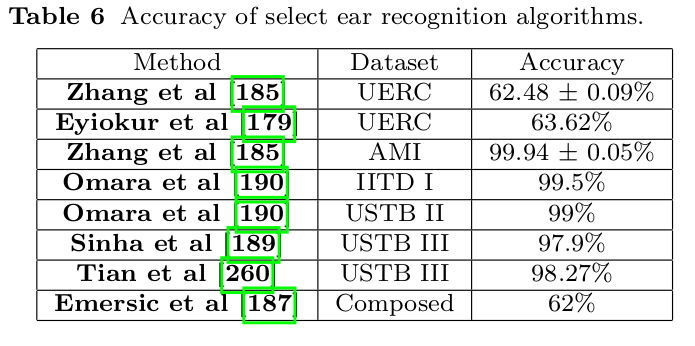 Table 6 Accuracy of select ear recognition algorithms.
Method Dataset Accuracy
Zhang et al [185] UERC 62.48 ± 0.09%
Eyiokur et al [179] UERC 63.62%
Zhang et al [185] AMI 99.94 ± 0.05%
Omara et al [190] IITD I 99.5%
Omara et al [190] USTB II 99%
Sinha et al [189] USTB III 97.9%
Tian et al [260] USTB III 98.27%
Emersic et al [187] Composed 62%